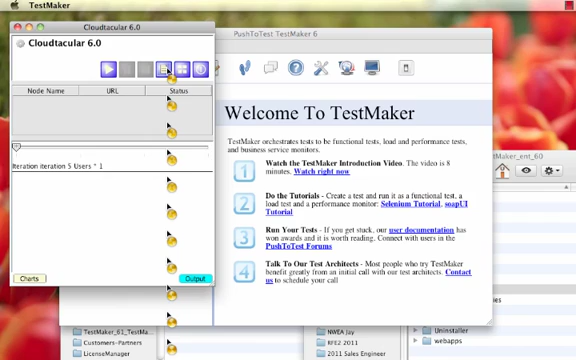 TestMaker
Cloudtacular 6.0
Cloudtacular 6.0
Node Name
URL
Status
Iteration iteration 5 Users * 1
Charts
Output
PushToTest TestMaker 6
Welcome To TestMaker
TestMaker orchestrates tests to be functional tests, load and performance tests,
and business service monitors.
1
Watch the TestMaker Introduction Video. The video is 8
minutes. Watch right now
2
Do the Tutorials - Create a test and run it as a functional test, a
load test and a performance monitor: Selenium Tutorial, soapUI
Tutorial
3
Run Your Tests - If you get stuck, our user documentation has
won awards and it is worth reading. Connect with users in the
PushToTest Forums
4
Talk To Our Test Architects - Most people who try TestMaker
benefit greatly from an initial call with our test architects. Contact
us to schedule your call
TestMaker_ent_60
TestMaker_61_TestMa...
Customers-Partners
LicenseManager
NWEA Jay
RFE2 2011
2011 Sales Engineer
Uninstaller
webapps